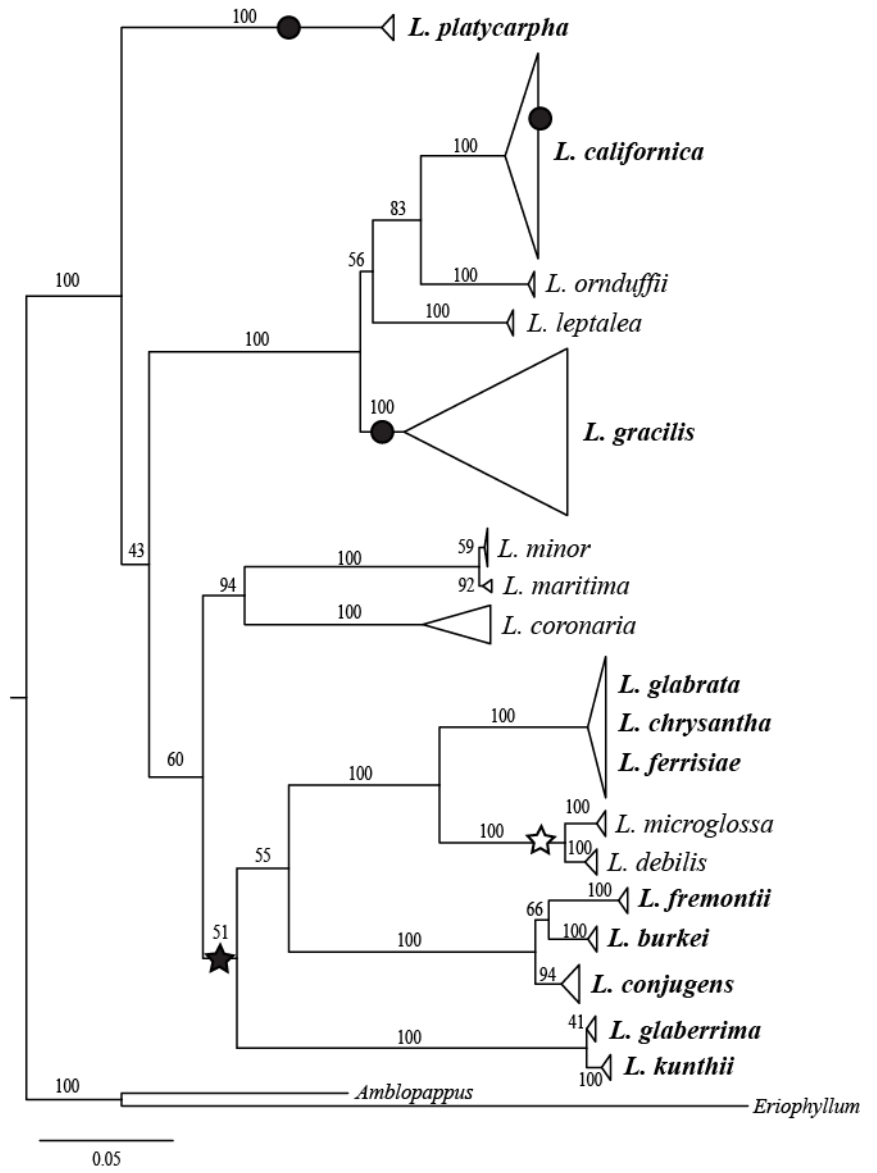 100
L. platycarpha
100
L. californica
83
100
L. ornduffii
56
100
L. leptalea
100
100
100
L. gracilis
43
59
L. minor
100
94
92
L. maritima
100
L. coronaria
L. glabrata
100
L. chrysantha
60
L. ferrisiae
100
100
L. microglossa
100
55
100
L. debilis
100
L. fremontii
66
51
100
L. burkei
100
94
L. conjugens
41
L. glaberrima
100
L. kunthii
100
100
Amblopappus
Eriophyllum
0.05